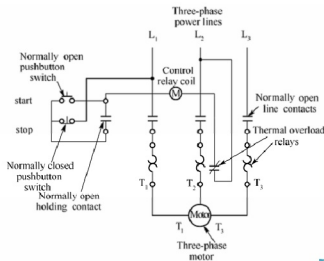 Three-phase
power lines
L1
L2
L3
Normally open
pushbutton
switch
Control
relay coil
M
start
stop
Normally open
line contacts
Thermal overload
relays
Normally closed
pushbutton
switch
Normally open
holding contact
T1
T2
T3
Motor
T1
T3
Three-phase
motor